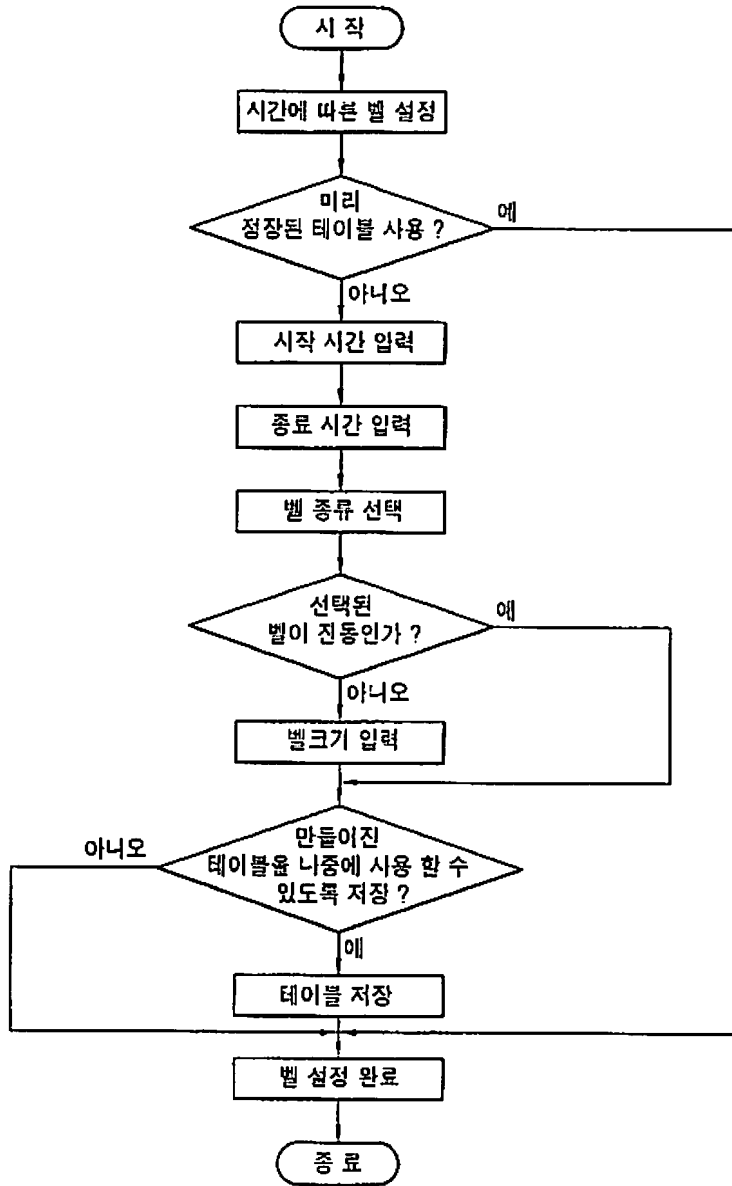 시 작
시간에 따른 벨 설정
미리
정장된 테이블 사용 ?
예
아니오
시작 시간 입력
종료 시간 입력
벨 종류 선택
선택된
벨이 진동인가 ?
예
아니오
벨크기 입력
만들어진
테이블을 나중에 사용 할 수
있도록 저장 ?
아니오
예
테이블 저장
벨 설정 완료
종 료